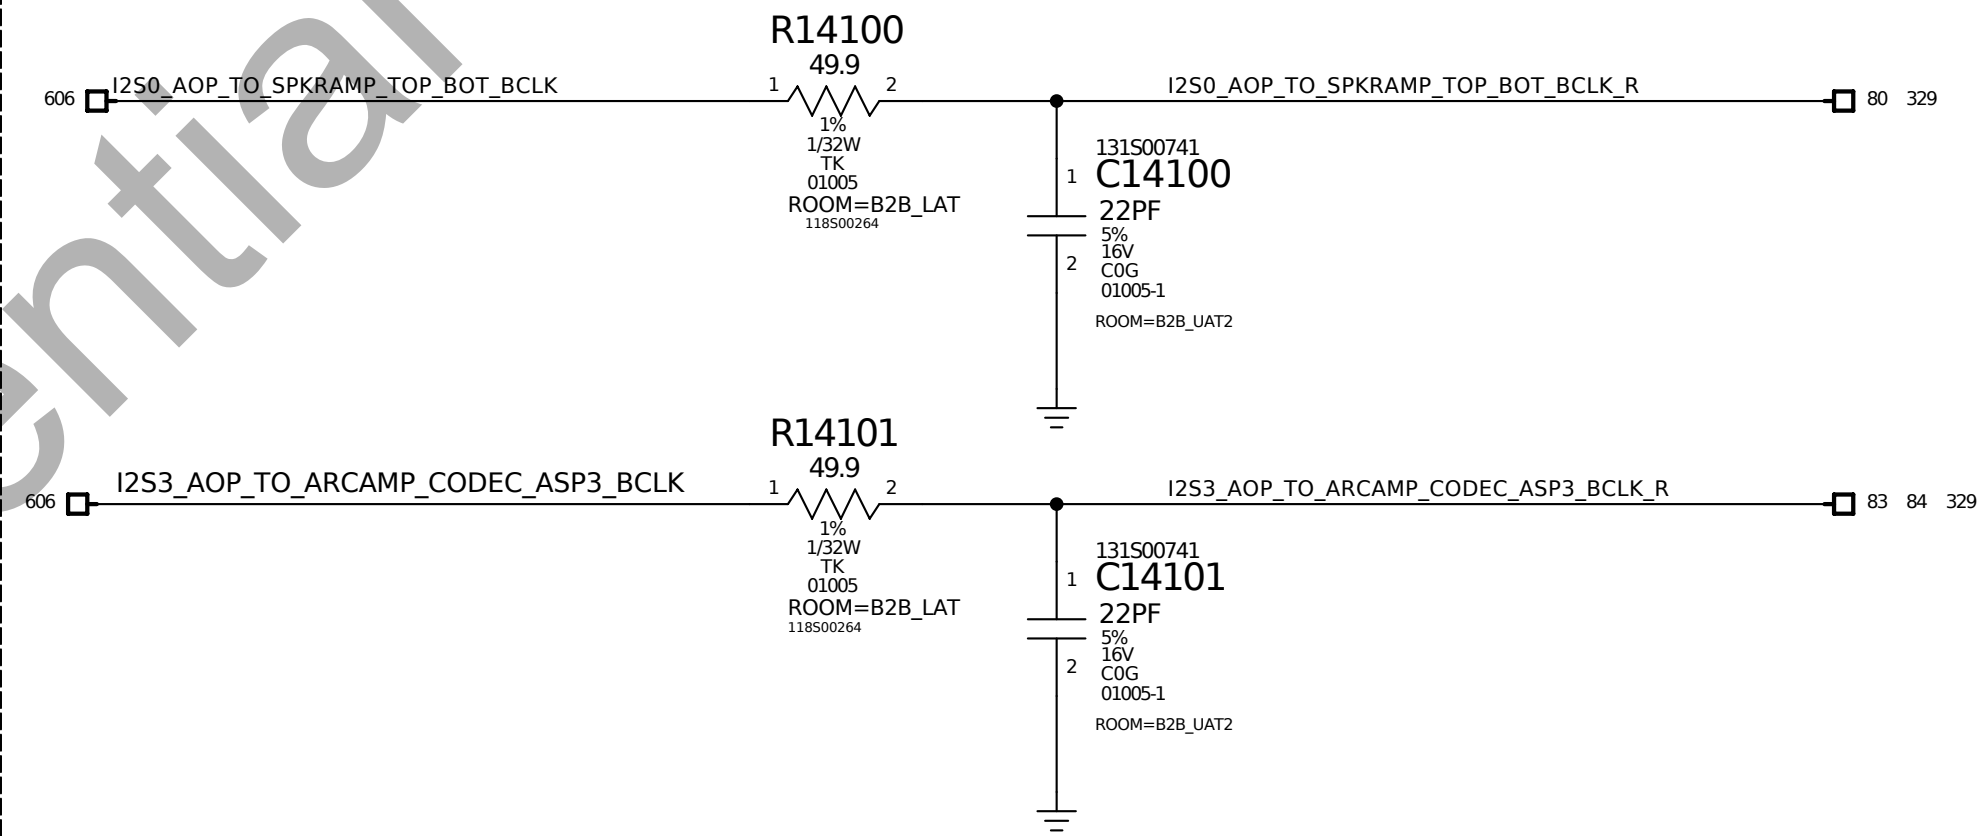 R14100
49.9
606 I2S0_AOP_TO_SPKRAMP_TOP_BOT_BCLK 1 2 I2S0_AOP_TO_SPKRAMP_TOP_BOT_BCLK_R 80 329
1%
1/32W
TK
01005
ROOM=B2B_LAT
118S00264
131S00741
1 C14100
22PF
5%
16V
2 C0G
01005-1
ROOM=B2B_UAT2
R14101
49.9
606 I2S3_AOP_TO_ARCAMP_CODEC_ASP3_BCLK 1 2 I2S3_AOP_TO_ARCAMP_CODEC_ASP3_BCLK_R 83 84 329
1%
1/32W
TK
01005
ROOM=B2B_LAT
118S00264
131S00741
1 C14101
22PF
5%
16V
2 C0G
01005-1
ROOM=B2B_UAT2
ential